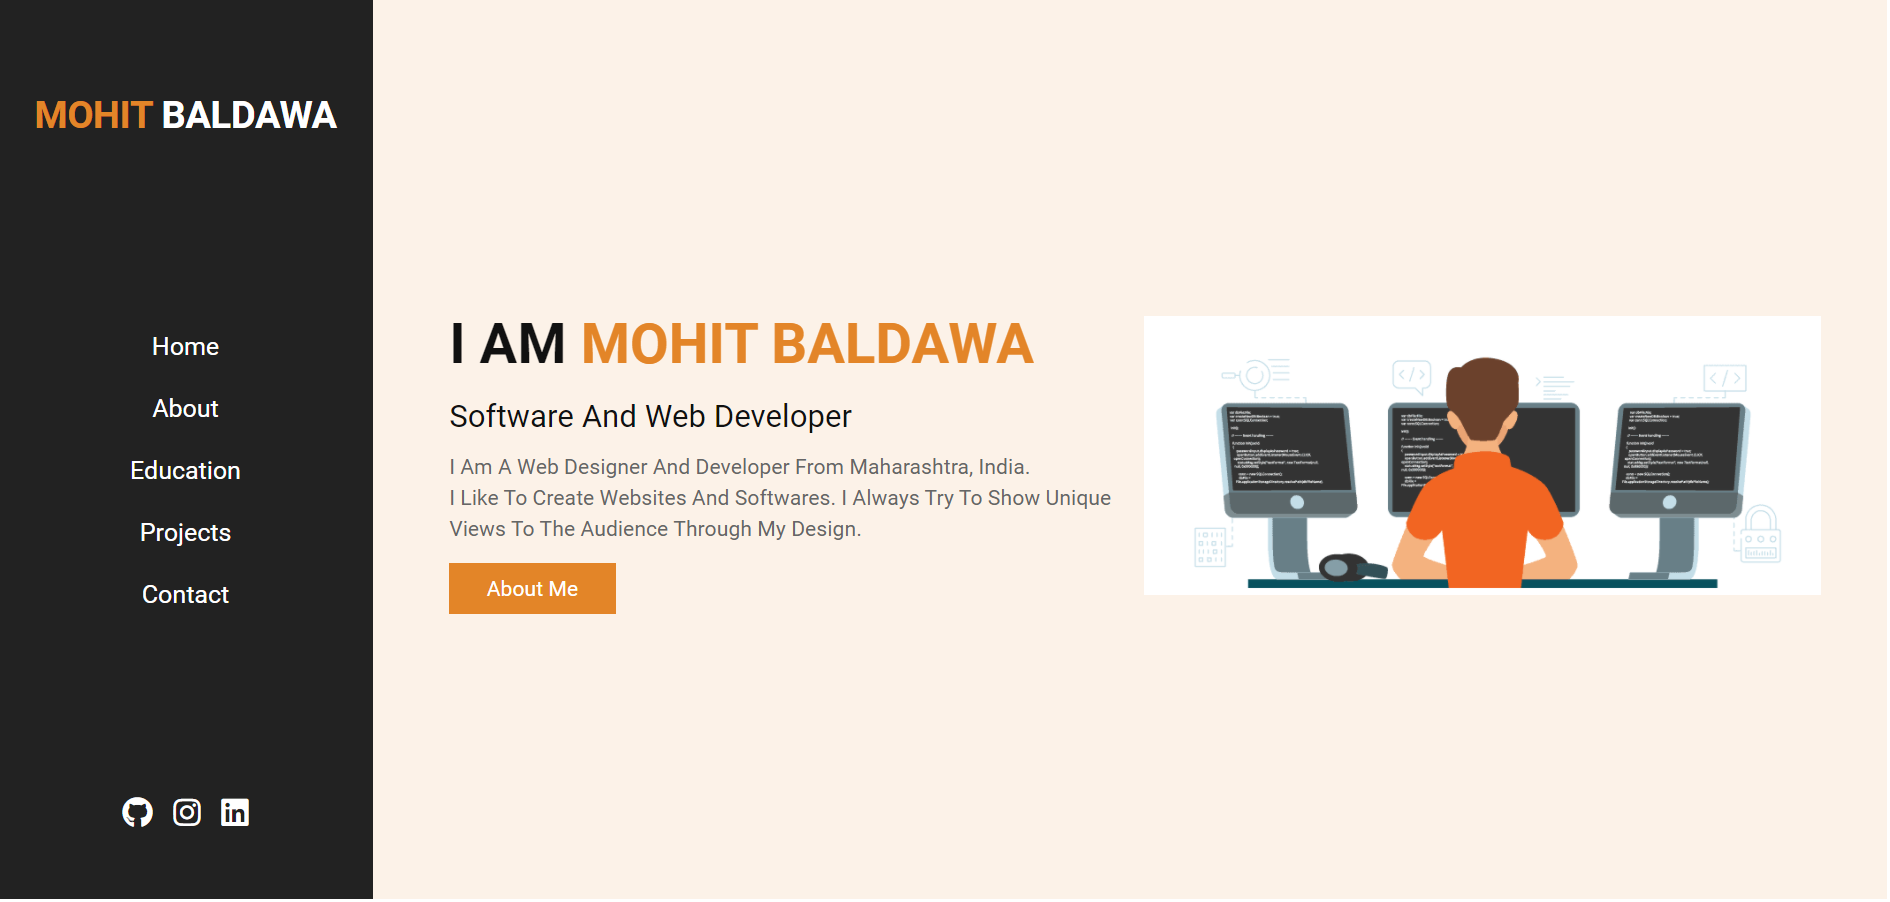 MOHIT BALDAWA
Home
About
Education
Projects
Contact
I AM MOHIT BALDAWA
Software And Web Developer
I Am A Web Designer And Developer From Maharashtra, India.
I Like To Create Websites And Softwares. I Always Try To Show Unique
Views To The Audience Through My Design.
About Me